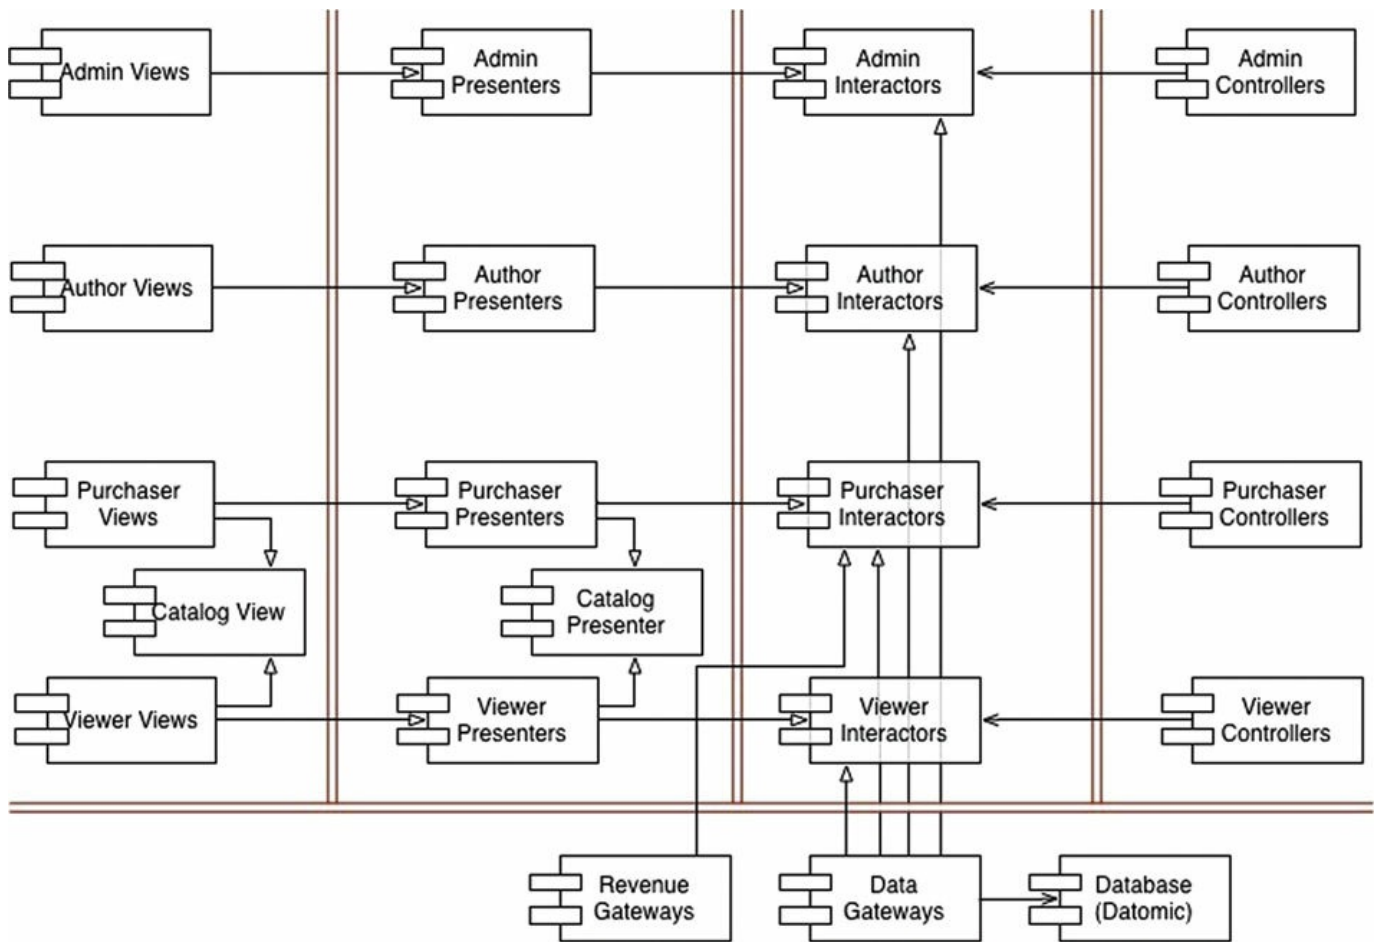 Admin Views
Admin
Presenters
Admin
Interactors
Admin
Controllers
Author Views
Author
Presenters
Author
Interactors
Author
Controllers
Purchaser
Views
Purchaser
Presenters
Purchaser
Interactors
Purchaser
Controllers
Catalog View
Catalog
Presenter
Viewer Views
Viewer
Presenters
Viewer
Interactors
Viewer
Controllers
Revenue
Gateways
Data
Gateways
Database
(Datomic)